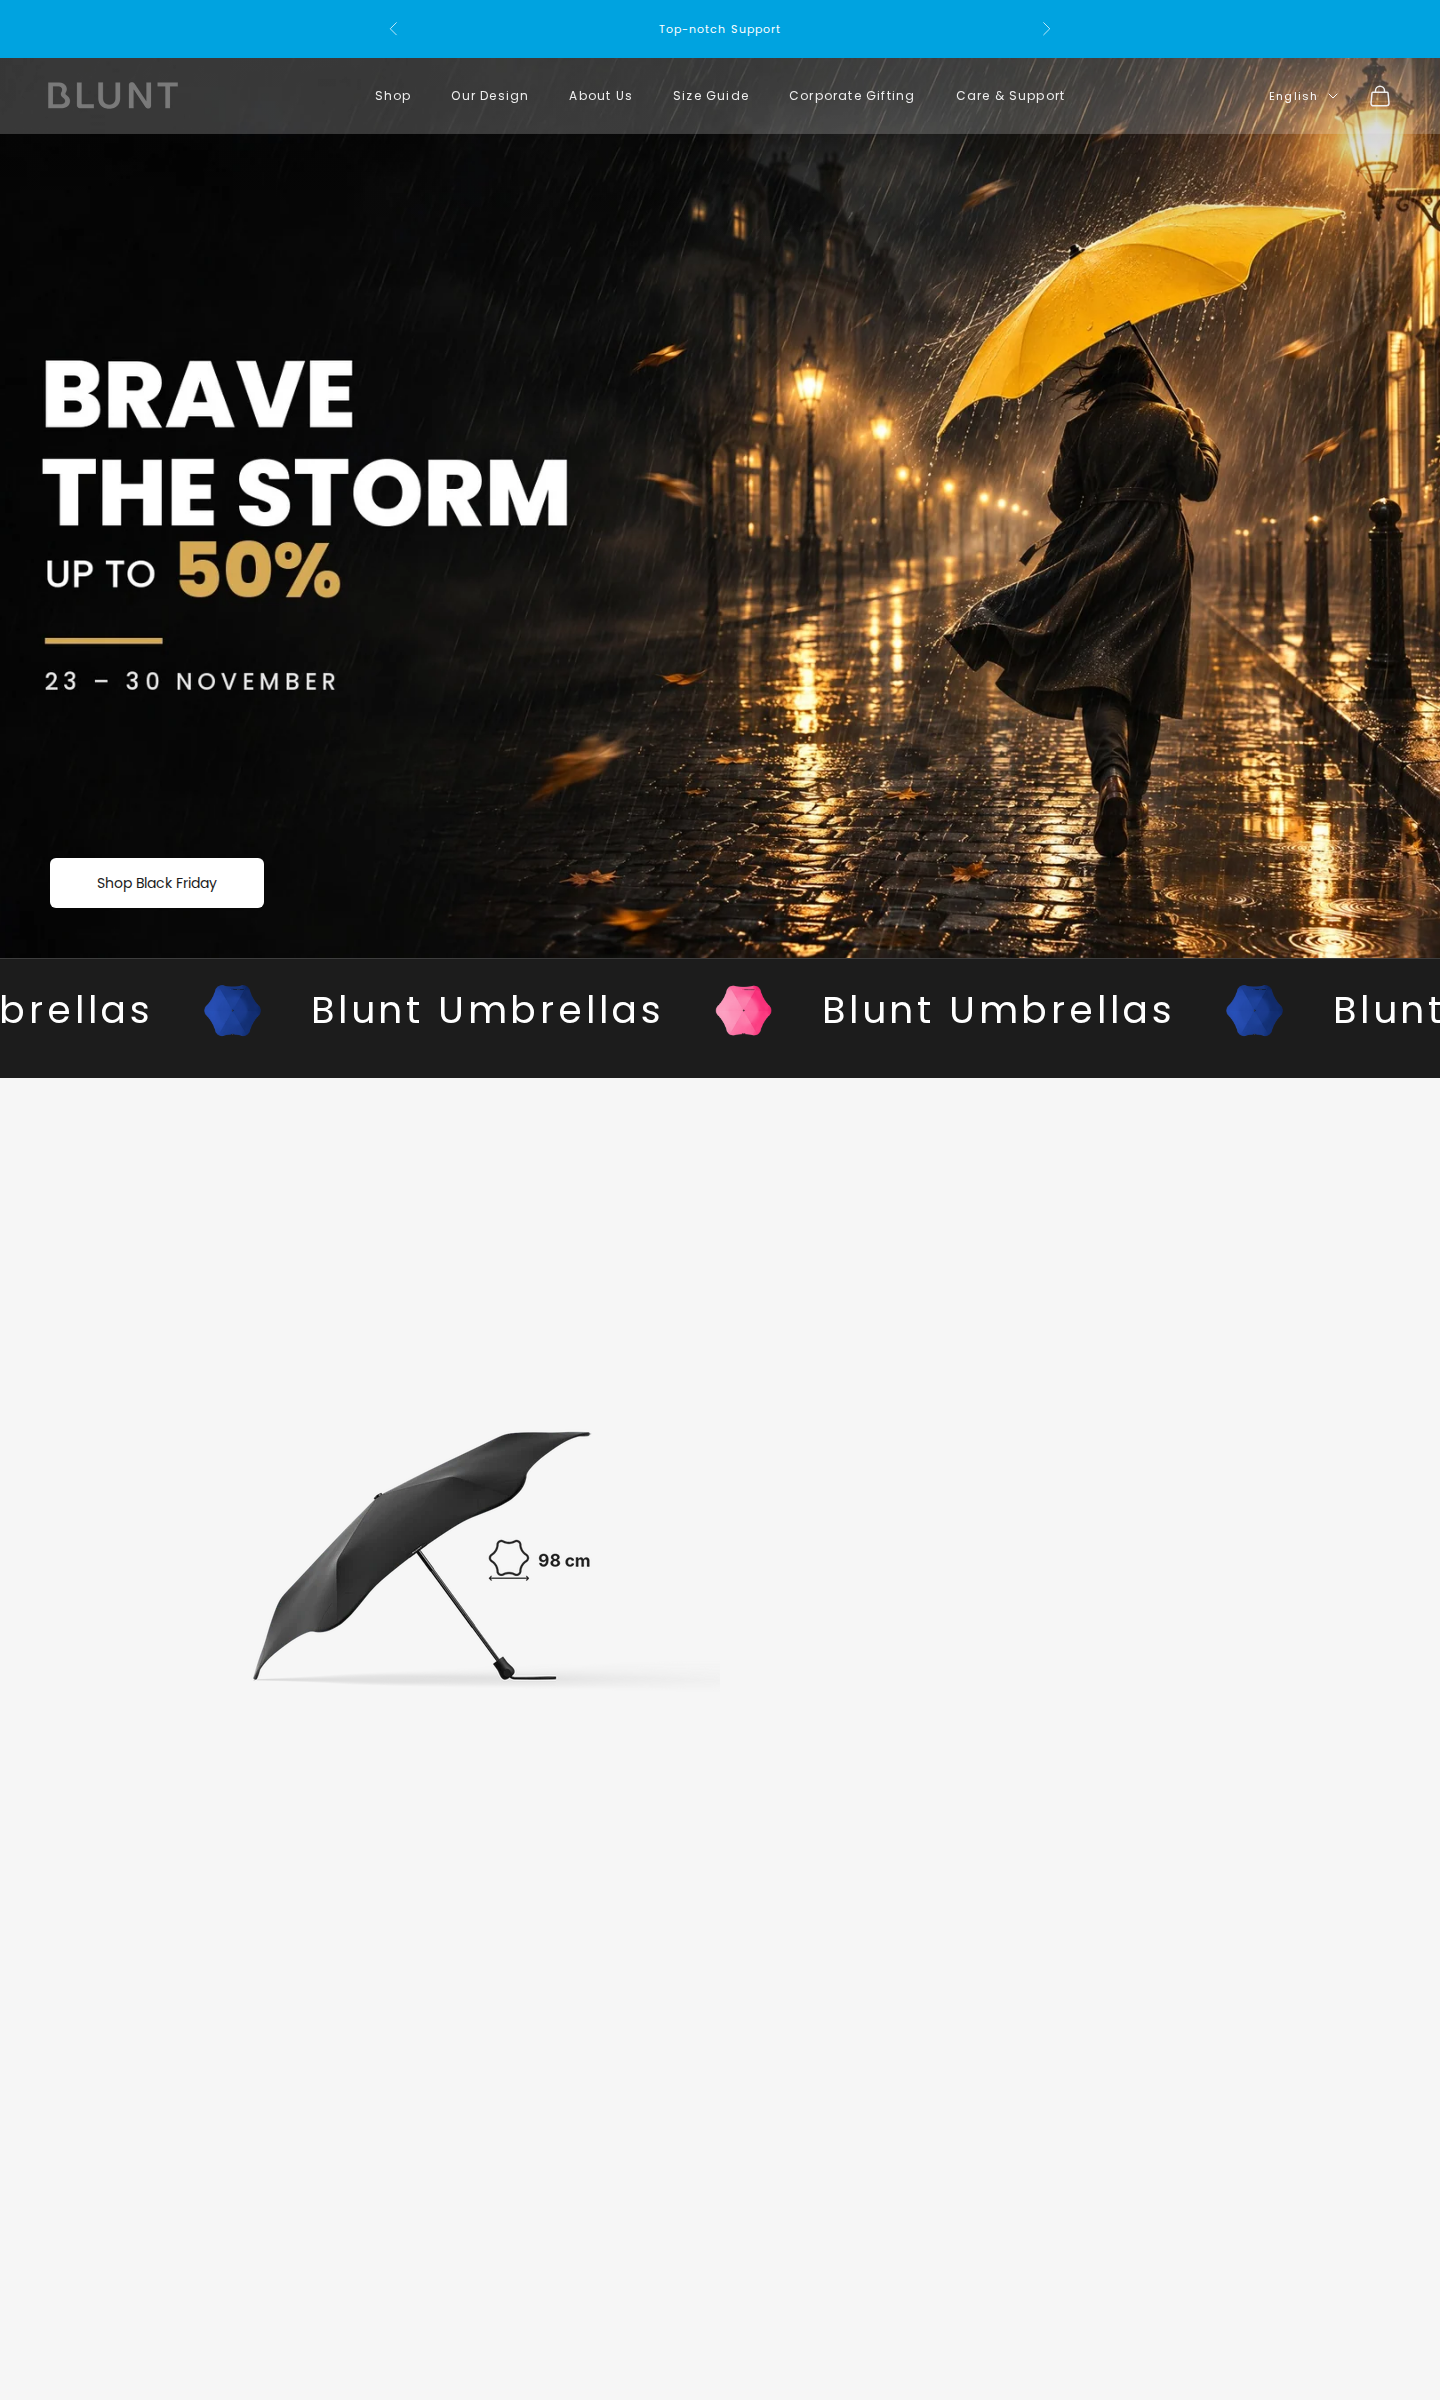 Top-notch Support
BLUNT
Shop
Our Design
About Us
Size Guide
Corporate Gifting
Care & Support
English
BRAVE
THE STORM
UP TO 50%
23 – 30 NOVEMBER
Shop Black Friday
brellas
Blunt Umbrellas
Blunt Umbrellas
Blunt
98 cm